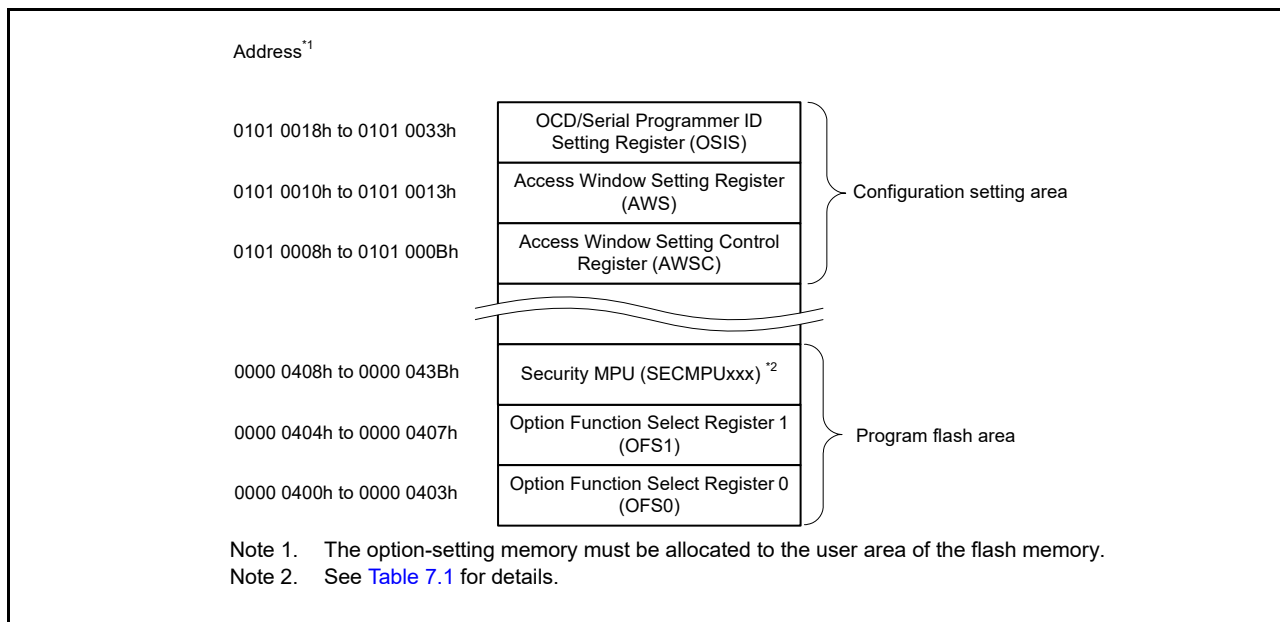 Address*1
0101 0018h to 0101 0033h
OCD/Serial Programmer ID
Setting Register (OSIS)
0101 0010h to 0101 0013h
Access Window Setting Register
(AWS)
Configuration setting area
0101 0008h to 0101 000Bh
Access Window Setting Control
Register (AWSC)
0000 0408h to 0000 043Bh
Security MPU (SECMPUxxx) *2
0000 0404h to 0000 0407h
Option Function Select Register 1
(OFS1)
Program flash area
0000 0400h to 0000 0403h
Option Function Select Register 0
(OFS0)
Note 1. The option-setting memory must be allocated to the user area of the flash memory.
Note 2. See Table 7.1 for details.